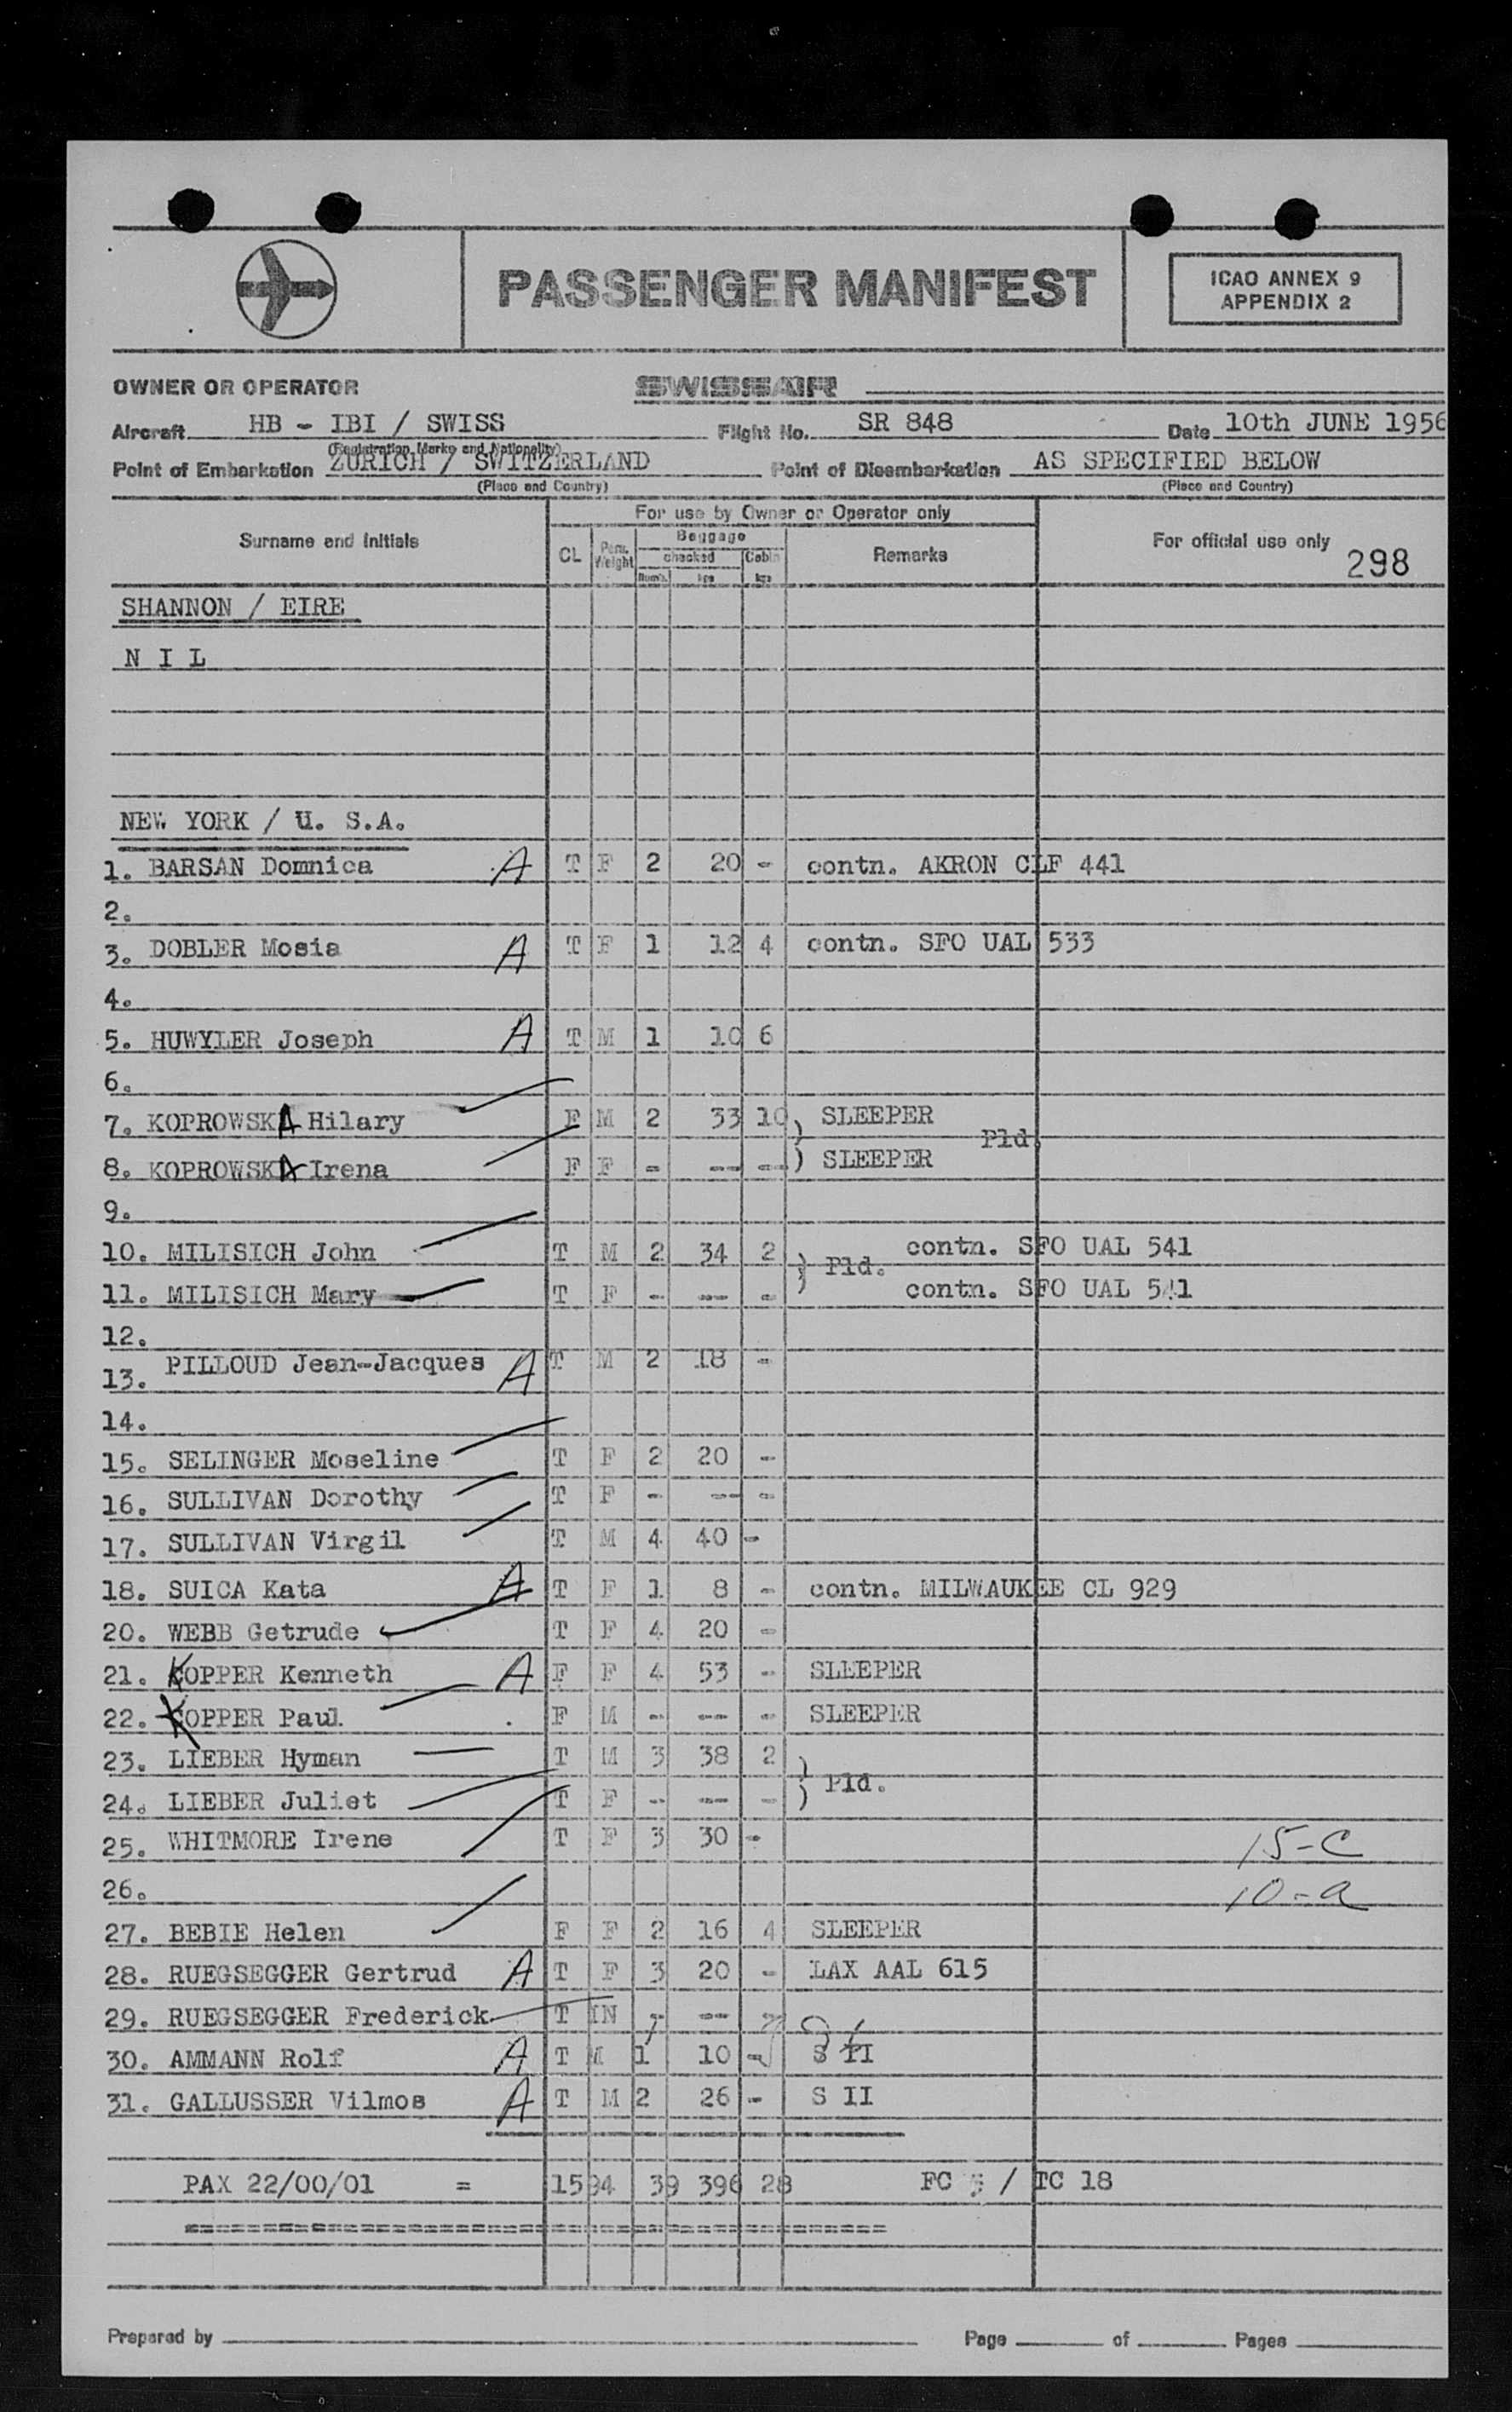 PASSENGER MANIFEST
ICAO ANNEX 9
APPENDIX 2
OWNER OR OPERATOR SWISSAIR
Aircraft HB - IBI / SWISS Flight No. SR 848 Date 10th JUNE 1956
(Registration Marks and Nationality)
Point of Embarkation ZURICH / SWITZERLAND Point of Disembarkation AS SPECIFIED BELOW
(Place and Country) (Place and Country)
For use by Owner or Operator only
Surname and Initials CL Pers. Weight Baggage checked Cabin Remarks For official use only
Numb. kgs kgs 298
SHANNON / EIRE
N I L
NEW YORK / U. S.A.
1. BARSAN Domnica A T F 2 20 - contn. AKRON CLF 441
2.
3. DOBLER Mosia A T F 1 12 4 contn. SFO UAL 533
4.
5. HUWYLER Joseph A T M 1 10 6
6.
7. KOPROWSKA Hilary F M 2 33 10 ) SLEEPER Pld.
8. KOPROWSKA Irena F F - -- -- ) SLEEPER
9.
10. MILISICH John T M 2 34 2 ) Pld. contn. SFO UAL 541
11. MILISICH Mary T F - -- - ) contn. SFO UAL 541
12.
13. PILLOUD Jean-Jacques A T M 2 18 -
14.
15. SELINGER Moseline T F 2 20 -
16. SULLIVAN Dorothy T F - -- -
17. SULLIVAN Virgil T M 4 40 -
18. SUICA Kata A T F 1 8 - contn. MILWAUKEE CL 929
20. WEBB Getrude T F 4 20 -
21. KOPPER Kenneth A F F 4 53 - SLEEPER
22. KOPPER Paul F M - -- - SLEEPER
23. LIEBER Hyman T M 3 38 2 ) Pld.
24. LIEBER Juliet T F - -- - )
25. WHITMORE Irene T F 3 30 - 15-C
26. 10-a
27. BEBIE Helen F F 2 16 4 SLEEPER
28. RUEGSEGGER Gertrud A T F 3 20 - LAX AAL 615
29. RUEGSEGGER Frederick T IN - --
30. AMMANN Rolf A T M 1 10 - S II
31. GALLUSSER Vilmos A T M 2 26 - S II
PAX 22/00/01 = 1594 39 396 28 FC 5 / TC 18
Prepared by Page of Pages